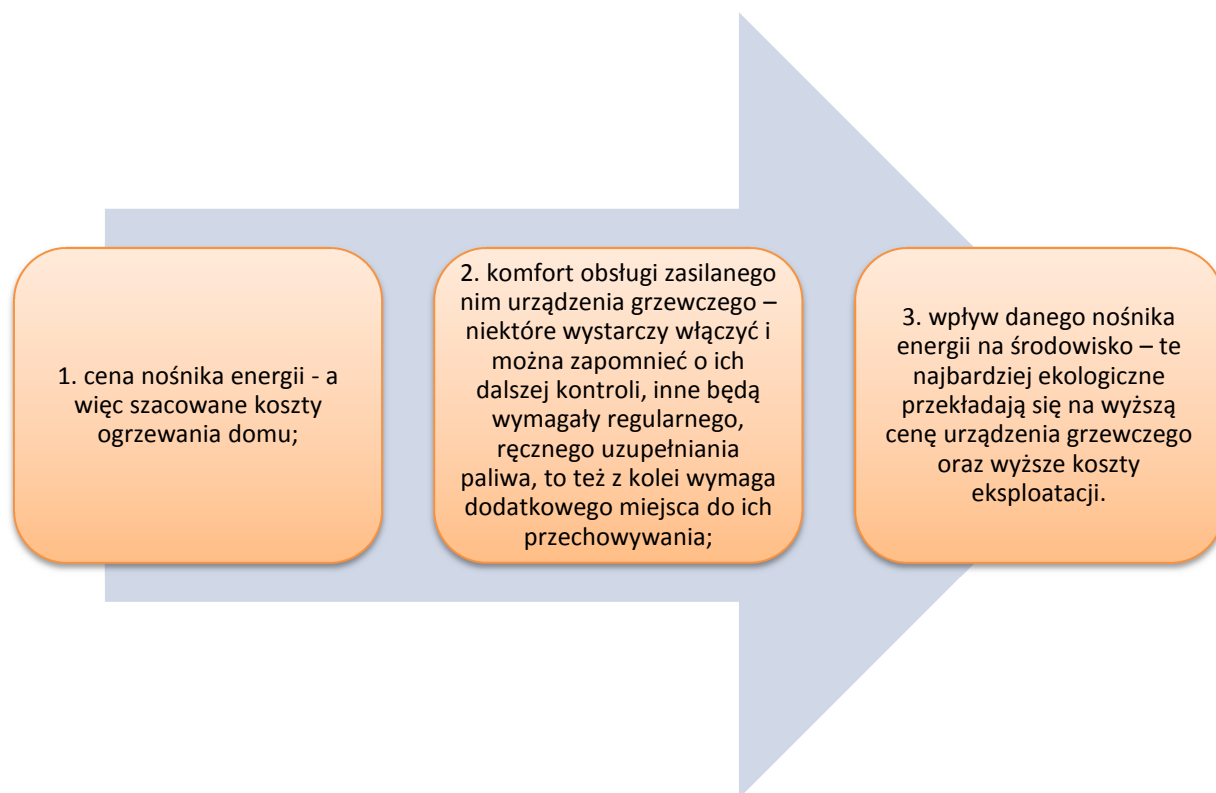 1. cena nośnika energii - a
więc szacowane koszty
ogrzewania domu;
2. komfort obsługi zasilanego
nim urządzenia grzewczego –
niektóre wystarczy włączyć i
można zapomnieć o ich
dalszej kontroli, inne będą
wymagały regularnego,
ręcznego uzupełniania
paliwa, to też z kolei wymaga
dodatkowego miejsca do ich
przechowywania;
3. wpływ danego nośnika
energii na środowisko – te
najbardziej ekologiczne
przekładają się na wyższą
cenę urządzenia grzewczego
oraz wyższe koszty
eksploatacji.